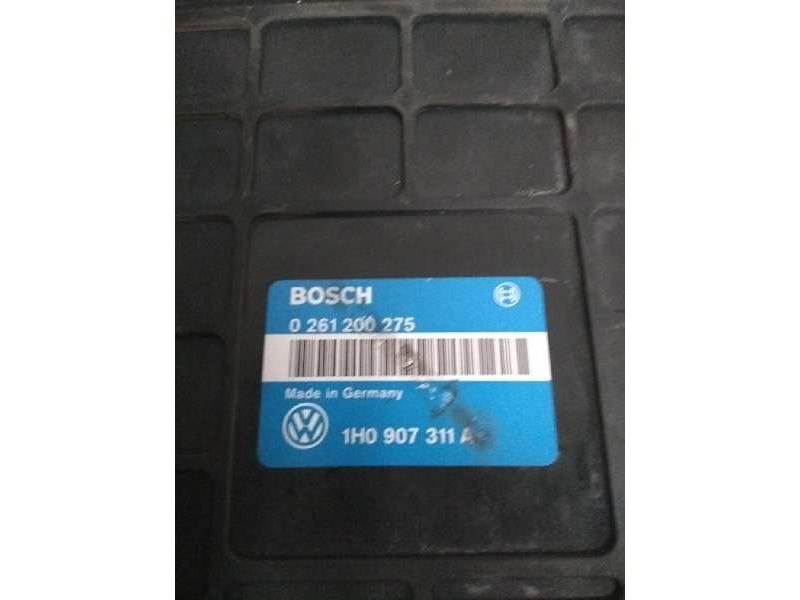 BOSCH
0 261 200 275
Made in Germany
1H0 907 311 A